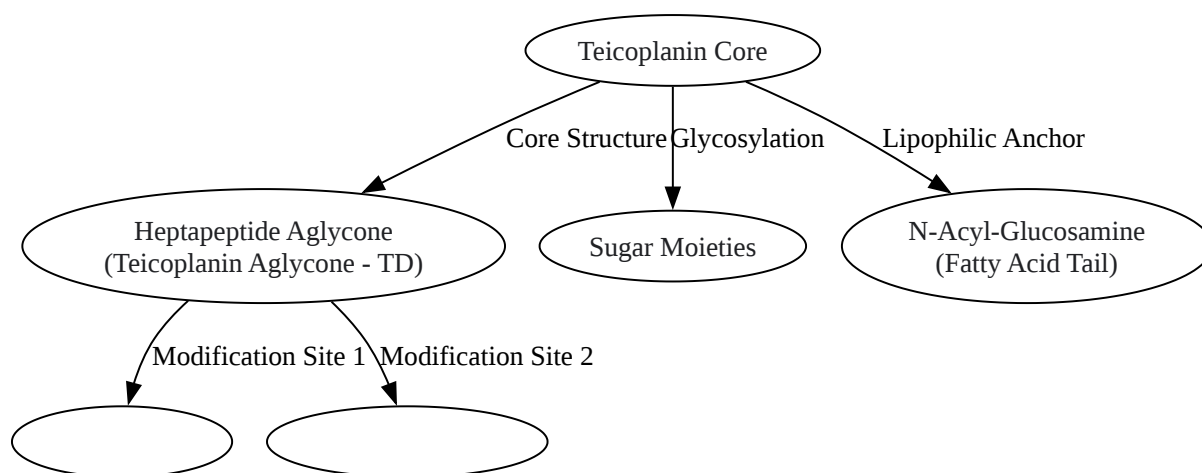 Teicoplanin Core
Core Structure
Glycosylation
Lipophilic Anchor
Heptapeptide Aglycone
(Teicoplanin Aglycone - TD)
Sugar Moieties
N-Acyl-Glucosamine
(Fatty Acid Tail)
Modification Site 1
Modification Site 2